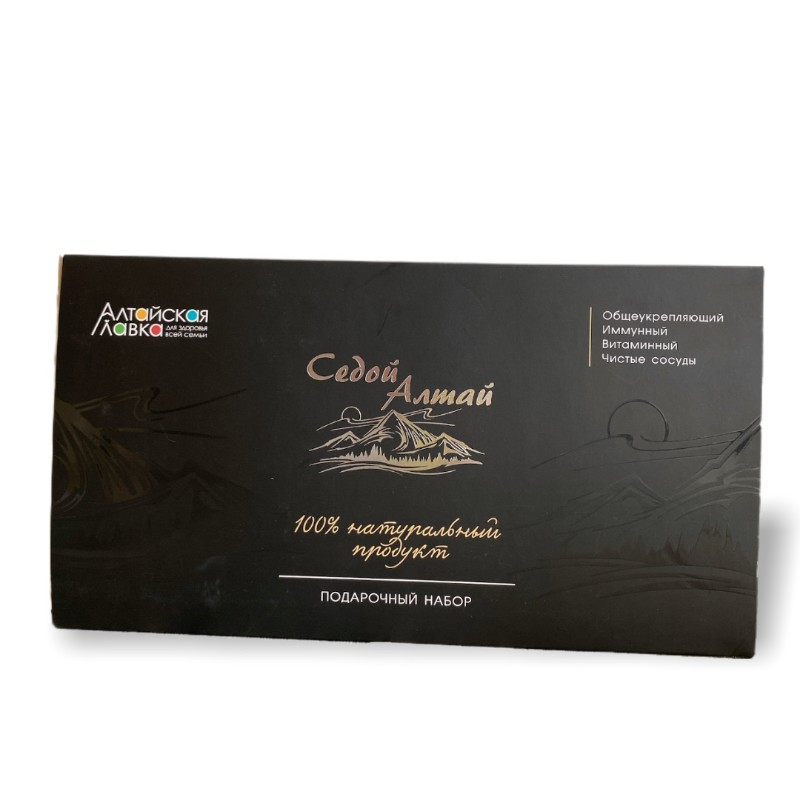 Алтайская
Лавка
для здоровья
всей семьи
Общеукрепляющий
Иммунный
Витаминный
Чистые сосуды
Седой
Алтай
100% натуральный
продукт
ПОДАРОЧНЫЙ НАБОР